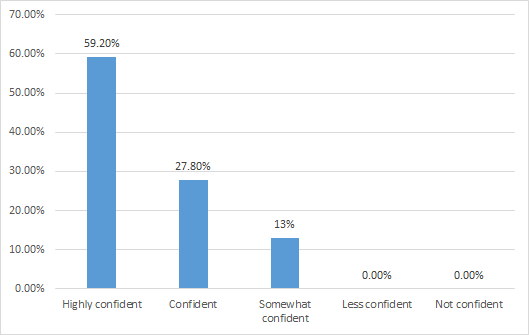 70.00%
60.00%
50.00%
40.00%
30.00%
20.00%
10.00%
0.00%
59.20%
27.80%
13%
0.00%
0.00%
Highly confident
Confident
Somewhat
confident
Less confident
Not confident